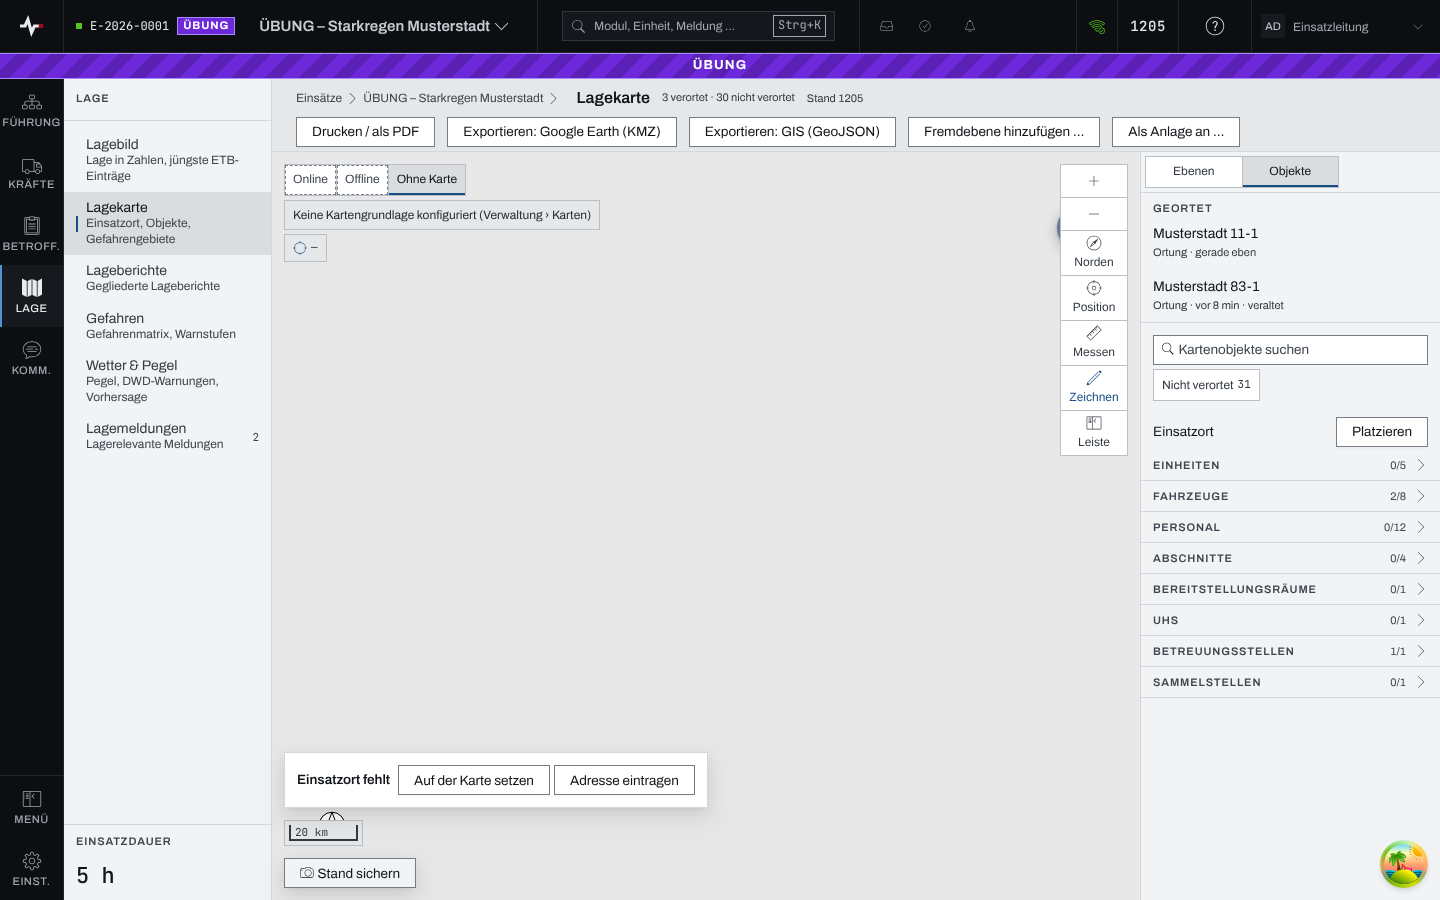 E-2026-0001 ÜBUNG ÜBUNG – Starkregen Musterstadt Modul, Einheit, Meldung ... Strg+K 1205 AD Einsatzleitung
ÜBUNG
FÜHRUNG
KRÄFTE
BETROFF.
LAGE
KOMM.
MENÜ
EINST.
LAGE
Lagebild
Lage in Zahlen, jüngste ETB-
Einträge
Lagekarte
Einsatzort, Objekte,
Gefahrengebiete
Lageberichte
Gegliederte Lageberichte
Gefahren
Gefahrenmatrix, Warnstufen
Wetter & Pegel
Pegel, DWD-Warnungen,
Vorhersage
Lagemeldungen
Lagerelevante Meldungen 2
EINSATZDAUER
5 h
Einsätze ÜBUNG – Starkregen Musterstadt Lagekarte 3 verortet · 30 nicht verortet Stand 1205
Drucken / als PDF Exportieren: Google Earth (KMZ) Exportieren: GIS (GeoJSON) Fremdebene hinzufügen ... Als Anlage an ...
Online Offline Ohne Karte
Keine Kartengrundlage konfiguriert (Verwaltung › Karten)
–
+
−
Norden
Position
Messen
Zeichnen
Leiste
Einsatzort fehlt Auf der Karte setzen Adresse eintragen
20 km
Stand sichern
Ebenen Objekte
GEORTET
Musterstadt 11-1
Ortung · gerade eben
Musterstadt 83-1
Ortung · vor 8 min · veraltet
Kartenobjekte suchen
Nicht verortet 31
Einsatzort Platzieren
EINHEITEN 0/5
FAHRZEUGE 2/8
PERSONAL 0/12
ABSCHNITTE 0/4
BEREITSTELLUNGSRÄUME 0/1
UHS 0/1
BETREUUNGSSTELLEN 1/1
SAMMELSTELLEN 0/1